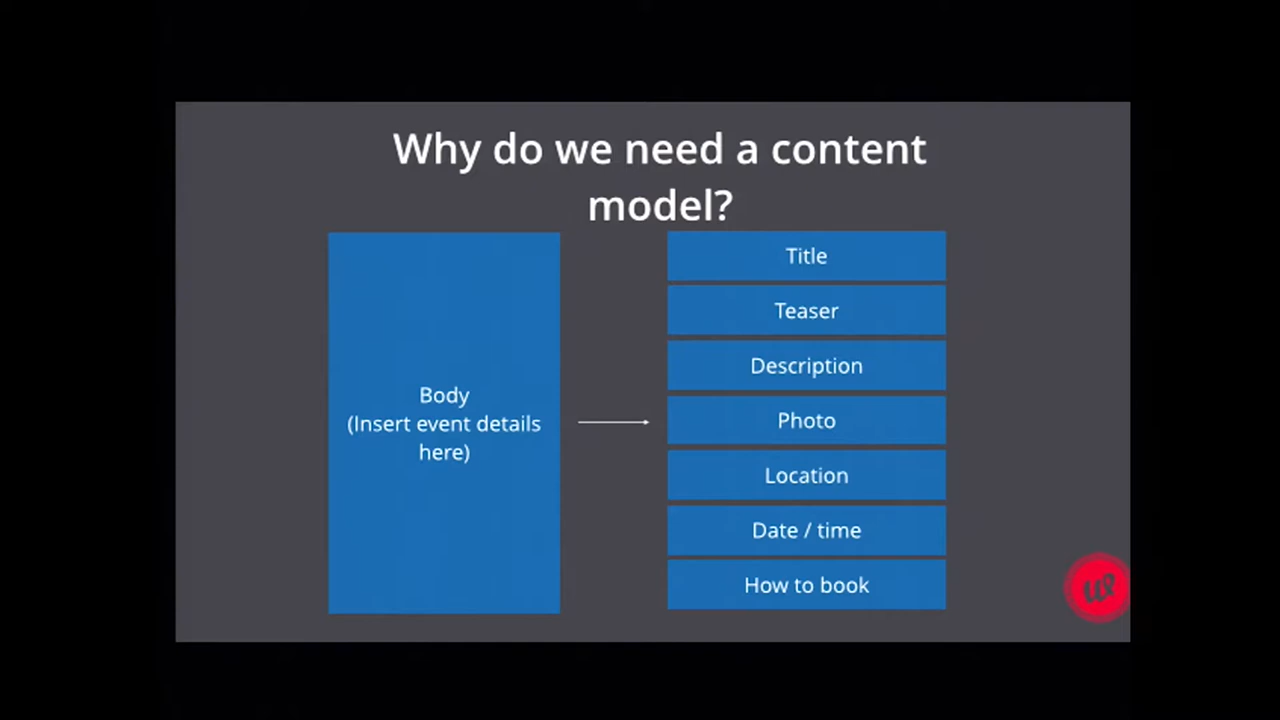 Why do we need a content
model?
Body
(Insert event details
here)
Title
Teaser
Description
Photo
Location
Date / time
How to book